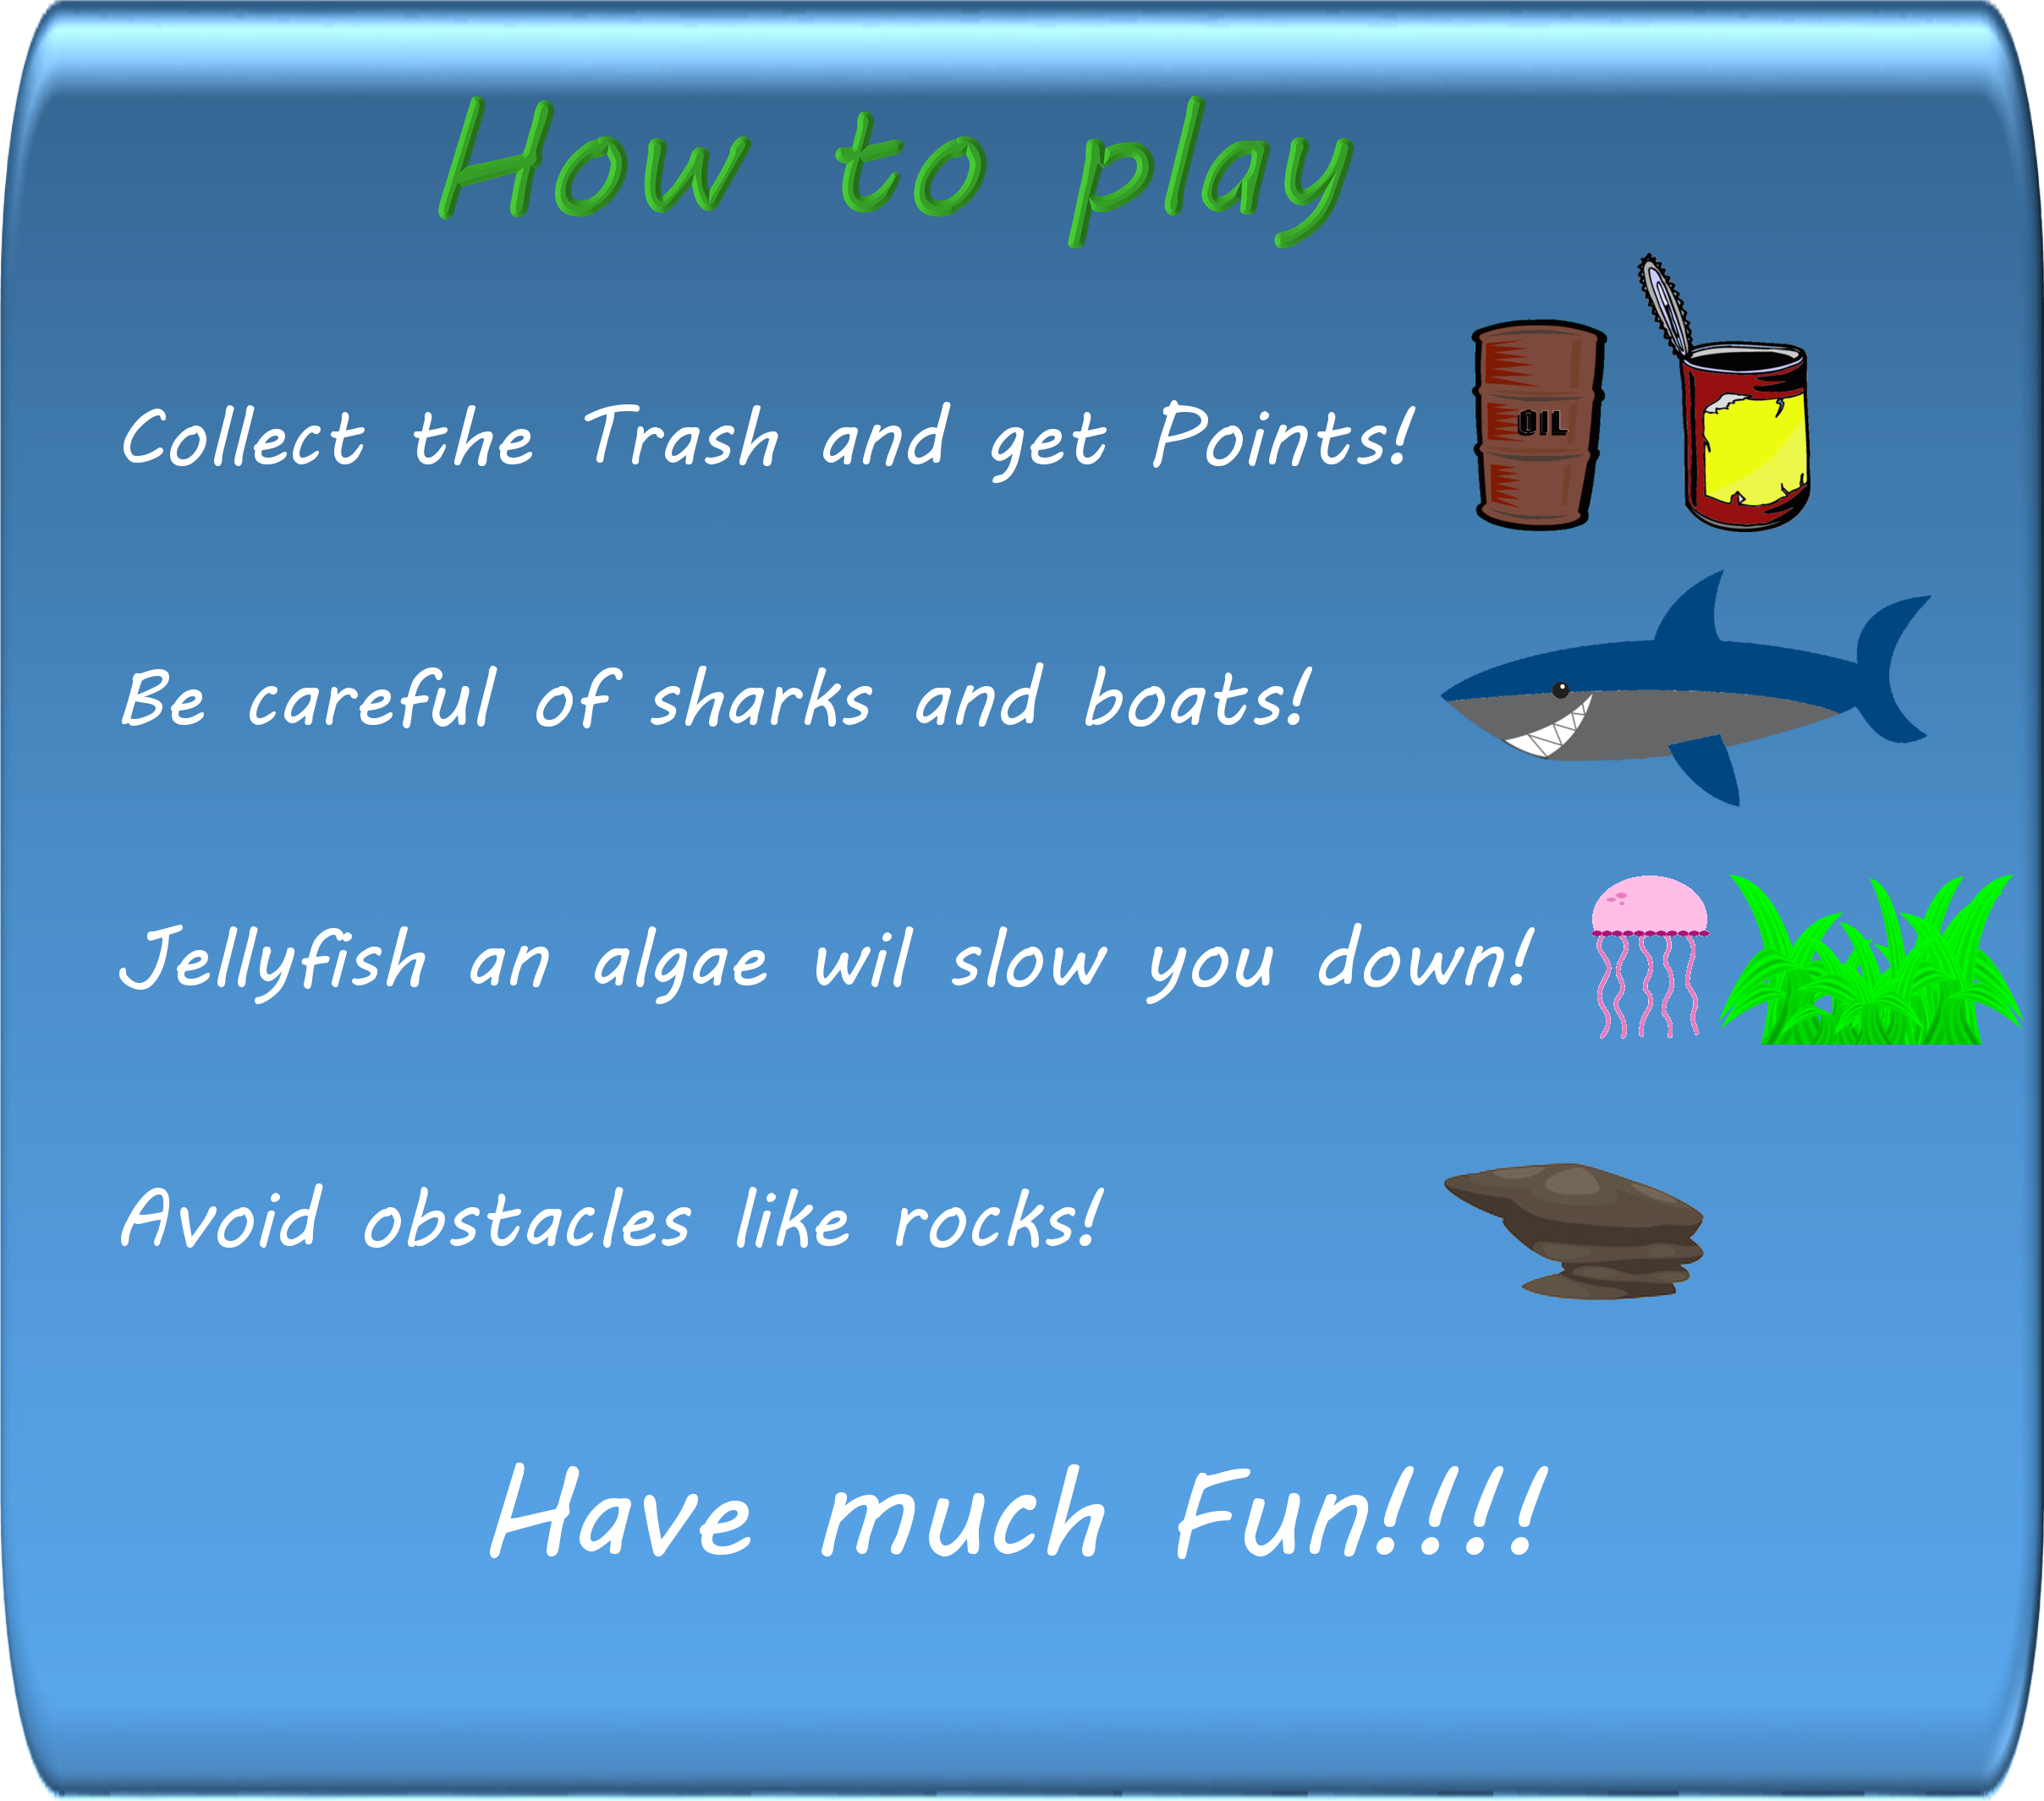 How to play
Collect the Trash and get Points!
OIL
Be careful of sharks and boats!
Jellyfish an algae wil slow you down!
Avoid obstacles like rocks!
Have much Fun!!!!